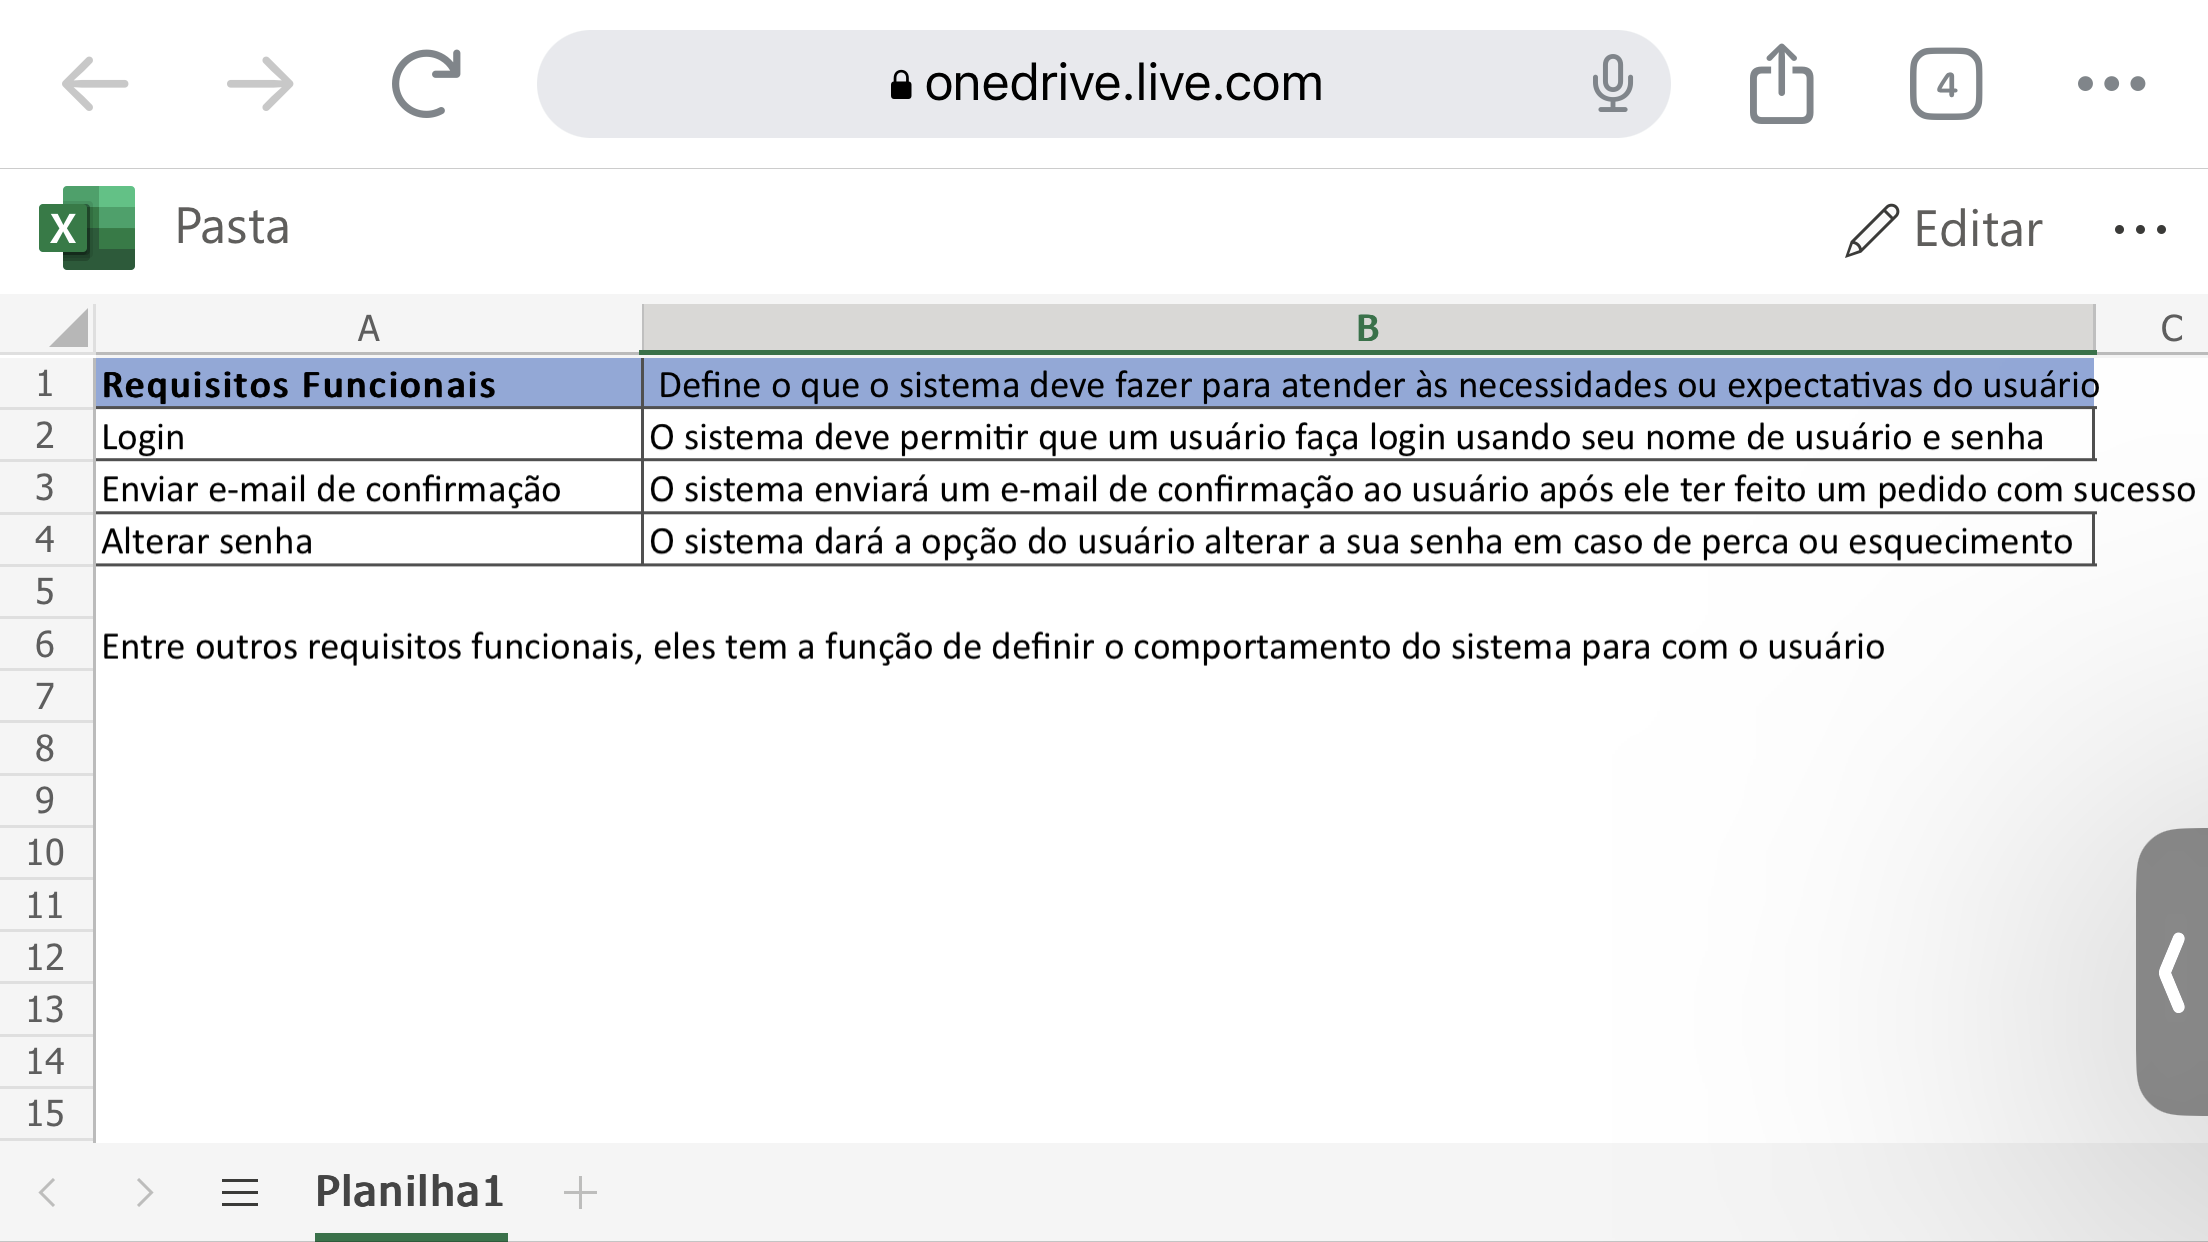 onedrive.live.com
4
X
Pasta
Editar
A B C
1 Requisitos Funcionais Define o que o sistema deve fazer para atender às necessidades ou expectativas do usuário
2 Login O sistema deve permitir que um usuário faça login usando seu nome de usuário e senha
3 Enviar e-mail de confirmação O sistema enviará um e-mail de confirmação ao usuário após ele ter feito um pedido com sucesso
4 Alterar senha O sistema dará a opção do usuário alterar a sua senha em caso de perca ou esquecimento
5
6 Entre outros requisitos funcionais, eles tem a função de definir o comportamento do sistema para com o usuário
7
8
9
10
11
12
13
14
15
Planilha1